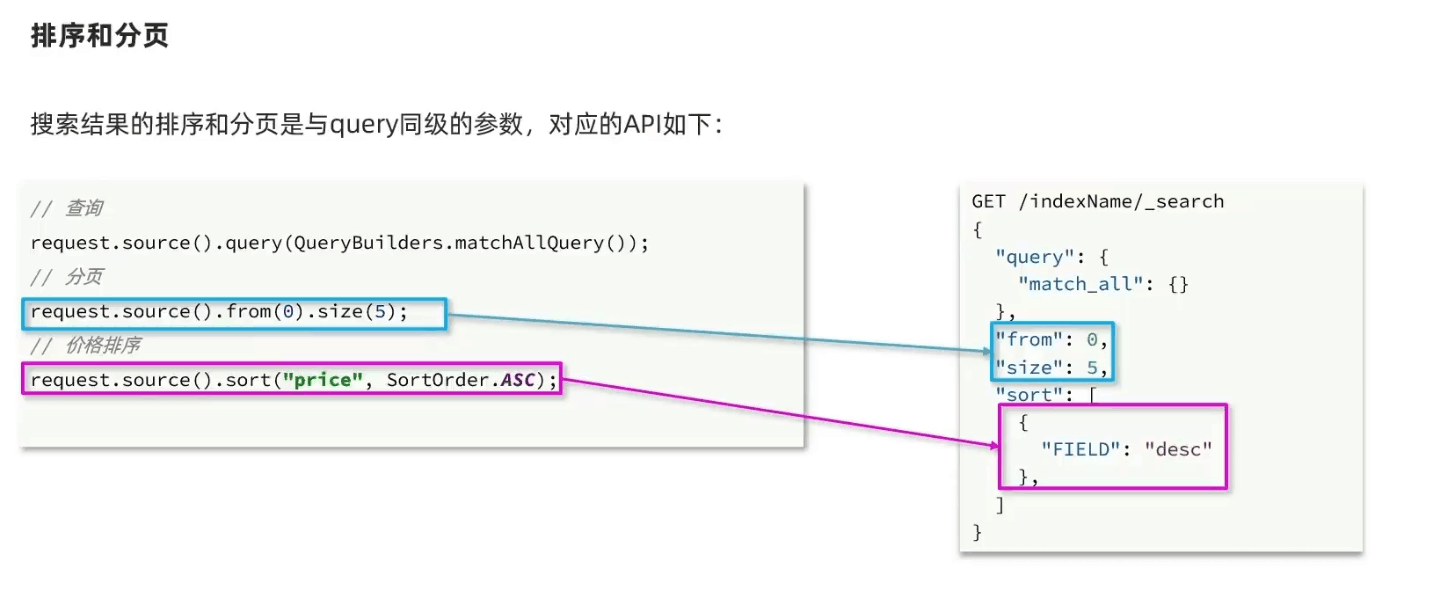 排序和分页
搜索结果的排序和分页是与query同级的参数，对应的API如下：
// 查询
request.source().query(QueryBuilders.matchAllQuery());
// 分页
request.source().from(0).size(5);
// 价格排序
request.source().sort("price", SortOrder.ASC);
GET /indexName/_search
{
  "query": {
    "match_all": {}
  },
  "from": 0,
  "size": 5,
  "sort": [
    {
      "FIELD": "desc"
    },
  ]
}